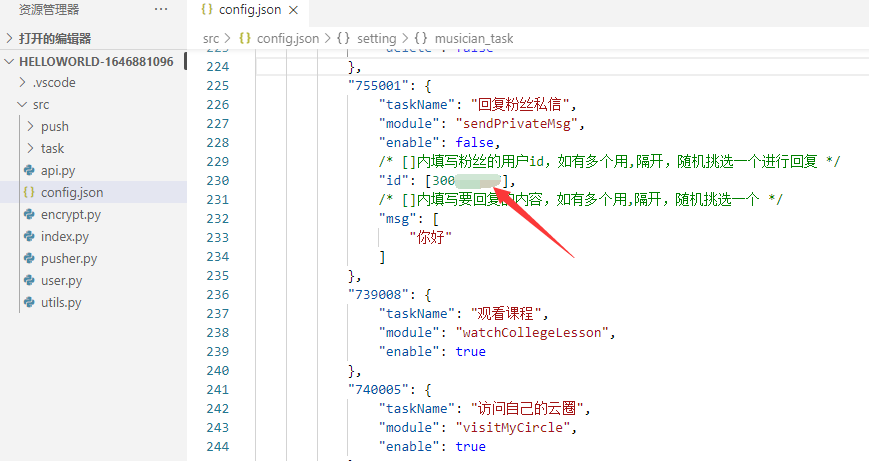 资源管理器
···
{} config.json ×
打开的编辑器
HELLOWORLD-1646881096
.vscode
src
push
task
api.py
{} config.json
encrypt.py
index.py
pusher.py
user.py
utils.py
src > {} config.json > {} setting > {} musician_task
223 "delete": false
224 },
225 "755001": {
226 "taskName": "回复粉丝私信",
227 "module": "sendPrivateMsg",
228 "enable": false,
229 /* []内填写粉丝的用户id，如有多个用,隔开，随机挑选一个进行回复 */
230 "id": [300 ],
231 /* []内填写要回复的内容，如有多个用,隔开，随机挑选一个 */
232 "msg": [
233 "你好"
234 ]
235 },
236 "739008": {
237 "taskName": "观看课程",
238 "module": "watchCollegeLesson",
239 "enable": true
240 },
241 "740005": {
242 "taskName": "访问自己的云圈",
243 "module": "visitMyCircle",
244 "enable": true